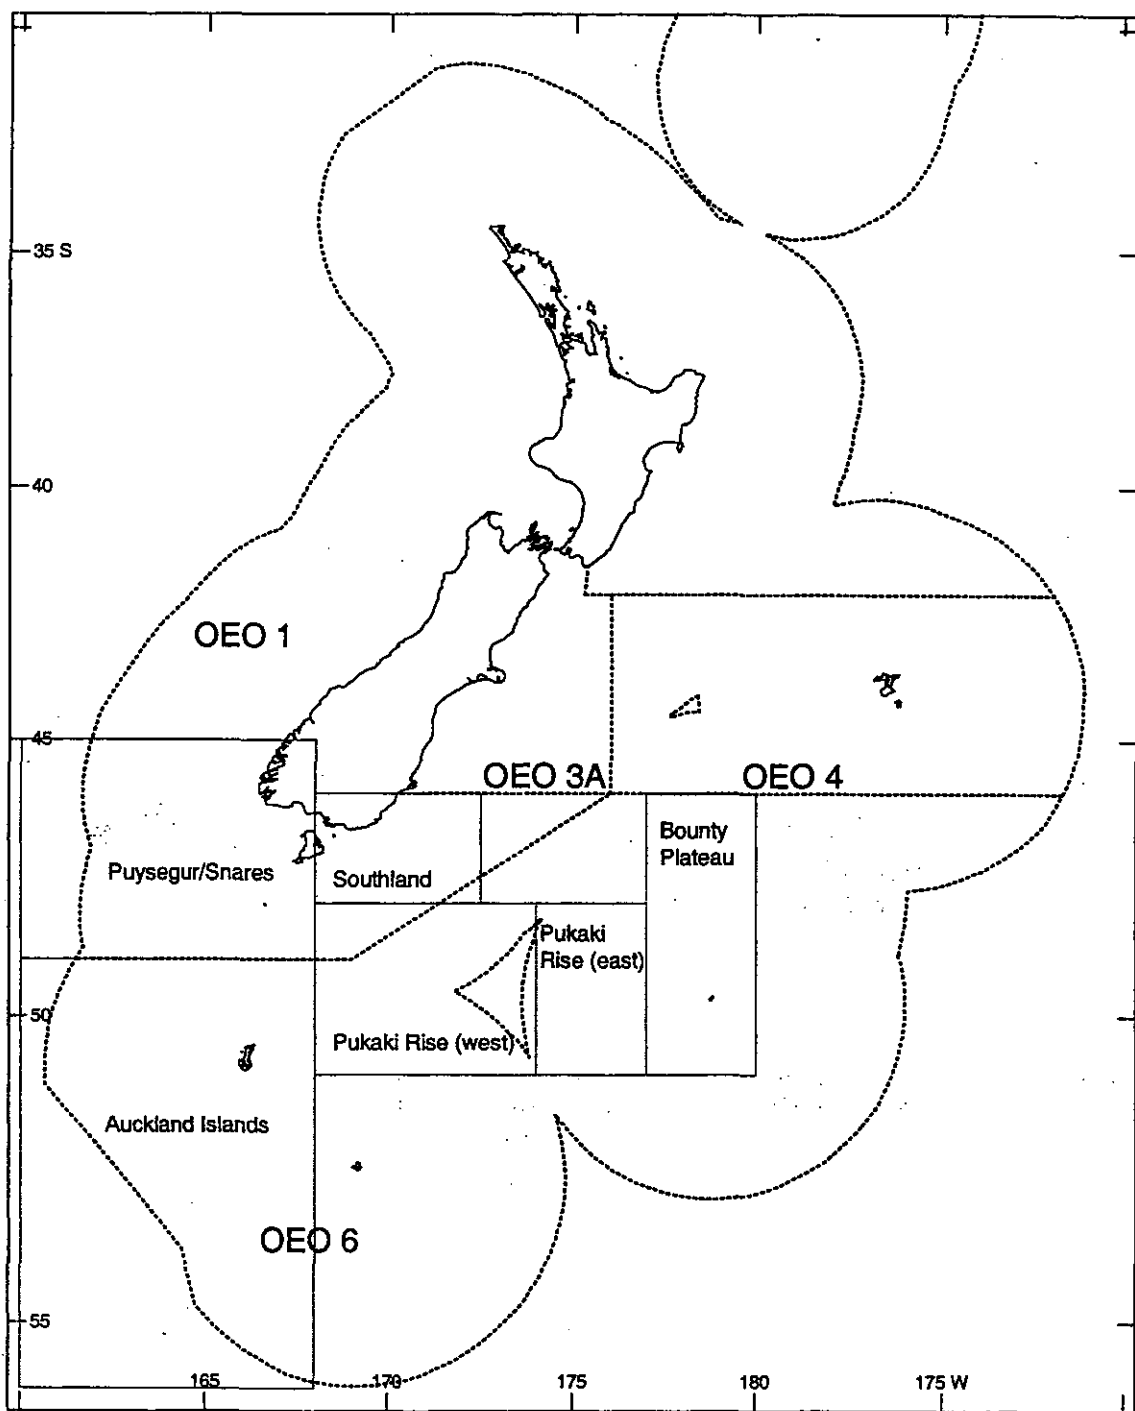 35 S
40
OEO 1
45
OEO 3A
OEO 4
Bounty
Plateau
Puysegur/Snares
Southland
Pukaki
Rise (east)
50
Pukaki Rise (west)
Auckland Islands
OEO 6
55
165
170
175
180
175 W